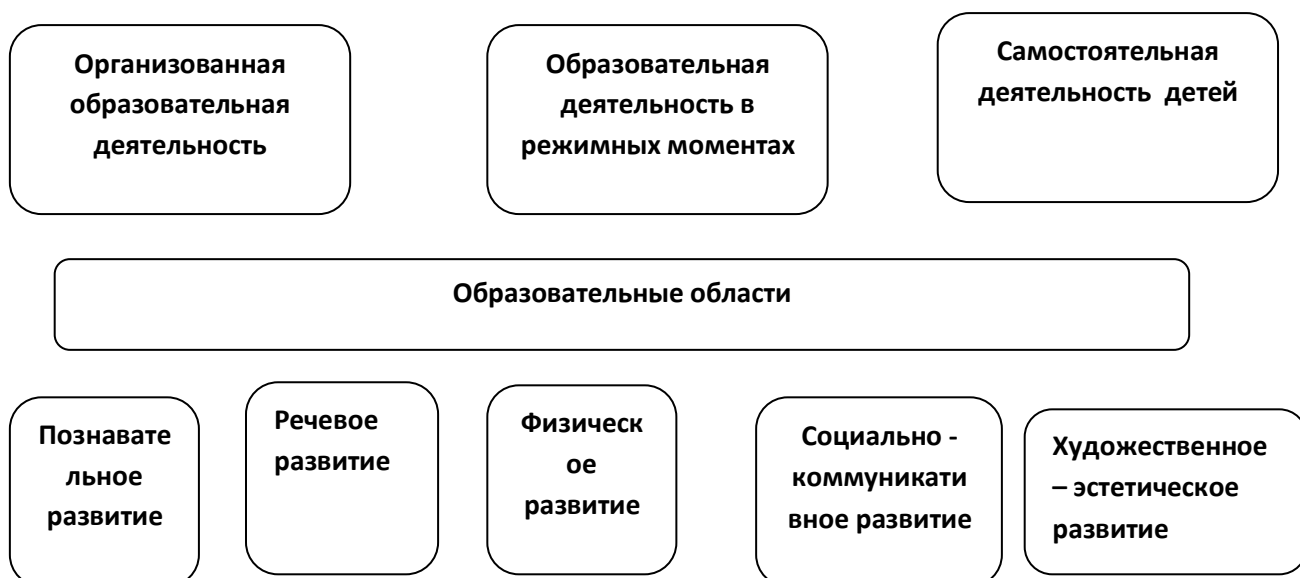 Организованная
образовательная
деятельность
Образовательная
деятельность в
режимных моментах
Самостоятельная
деятельность детей
Образовательные области
Познавате
льное
развитие
Речевое
развитие
Физическ
ое
развитие
Социально -
коммуникати
вное развитие
Художественное
– эстетическое
развитие